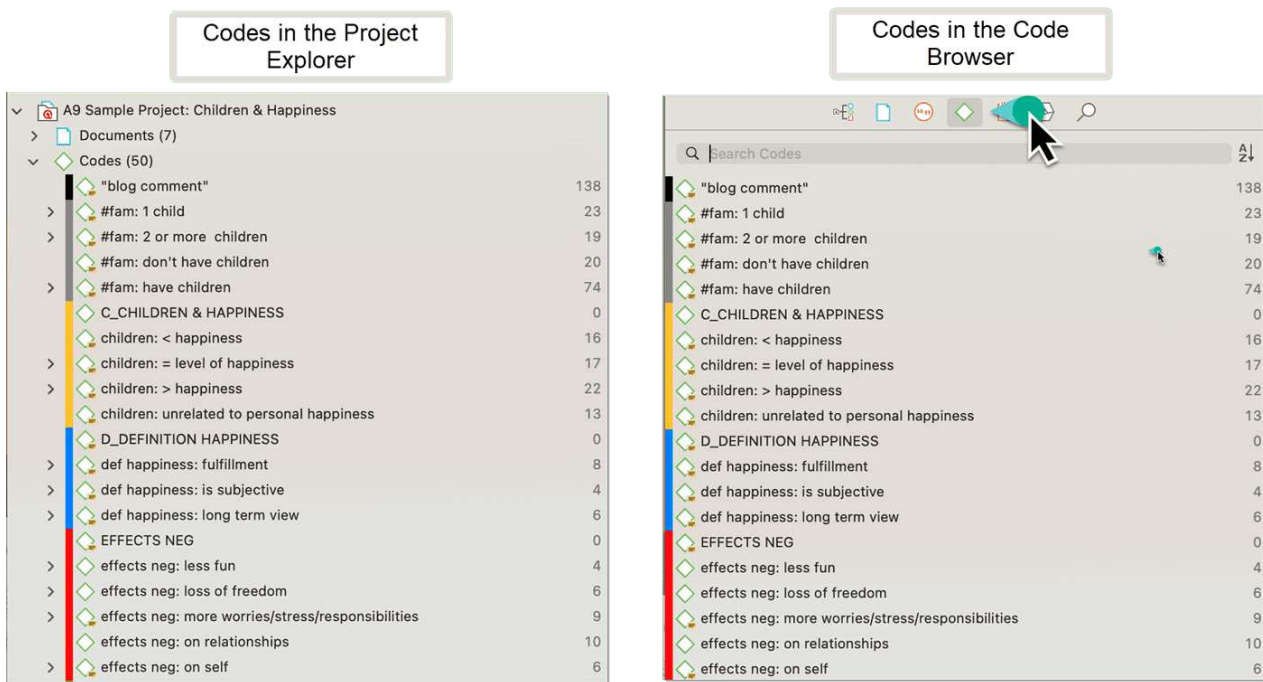 Codes in the Project
Explorer
A9 Sample Project: Children & Happiness
Documents (7)
Codes (50)
"blog comment" 138
#fam: 1 child 23
#fam: 2 or more  children 19
#fam: don't have children 20
#fam: have children 74
C_CHILDREN & HAPPINESS 0
children: < happiness 16
children: = level of happiness 17
children: > happiness 22
children: unrelated to personal happiness 13
D_DEFINITION HAPPINESS 0
def happiness: fulfillment 8
def happiness: is subjective 4
def happiness: long term view 6
EFFECTS NEG 0
effects neg: less fun 4
effects neg: loss of freedom 6
effects neg: more worries/stress/responsibilities 9
effects neg: on relationships 10
effects neg: on self 6
Codes in the Code
Browser
Search Codes
"blog comment" 138
#fam: 1 child 23
#fam: 2 or more  children 19
#fam: don't have children 20
#fam: have children 74
C_CHILDREN & HAPPINESS 0
children: < happiness 16
children: = level of happiness 17
children: > happiness 22
children: unrelated to personal happiness 13
D_DEFINITION HAPPINESS 0
def happiness: fulfillment 8
def happiness: is subjective 4
def happiness: long term view 6
EFFECTS NEG 0
effects neg: less fun 4
effects neg: loss of freedom 6
effects neg: more worries/stress/responsibilities 9
effects neg: on relationships 10
effects neg: on self 6